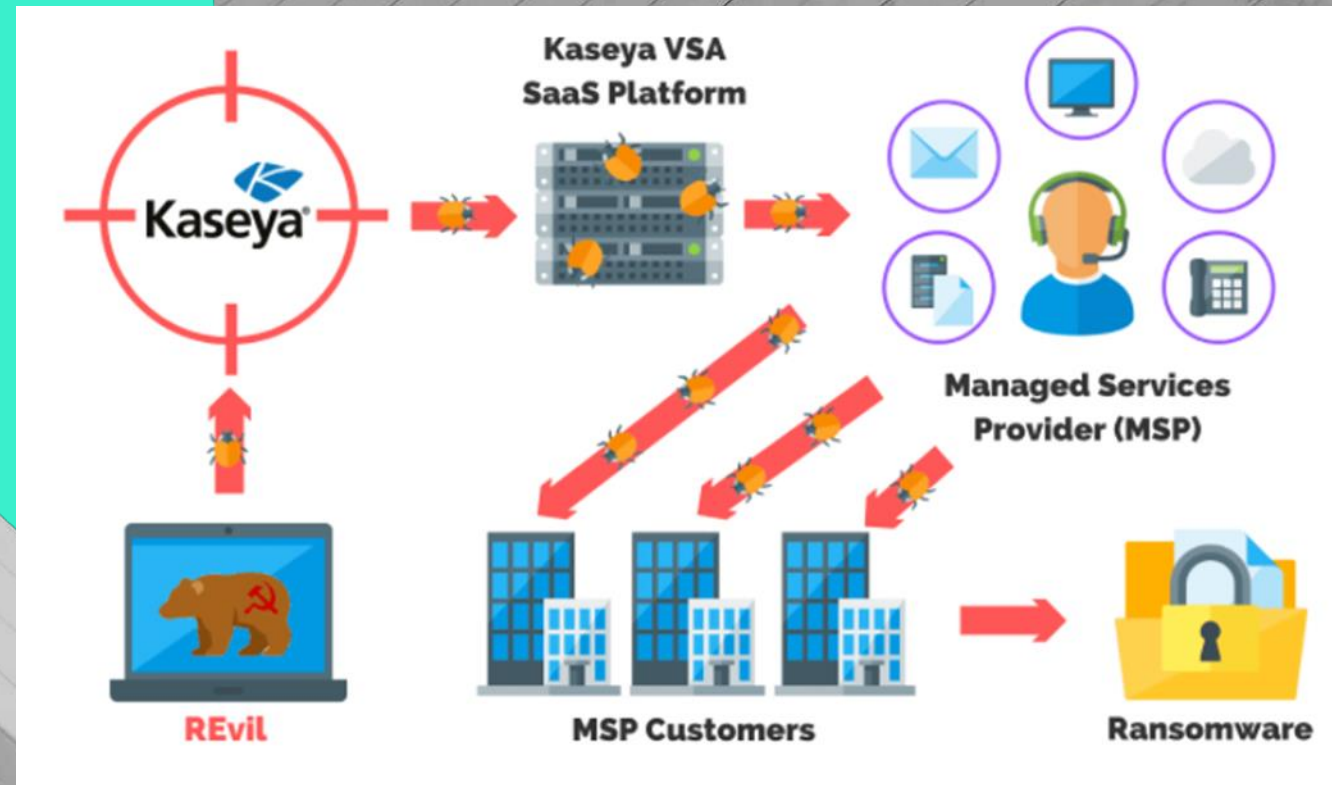 Kaseya VSA
SaaS Platform
Kaseya
Managed Services
Provider (MSP)
REvil
MSP Customers
Ransomware